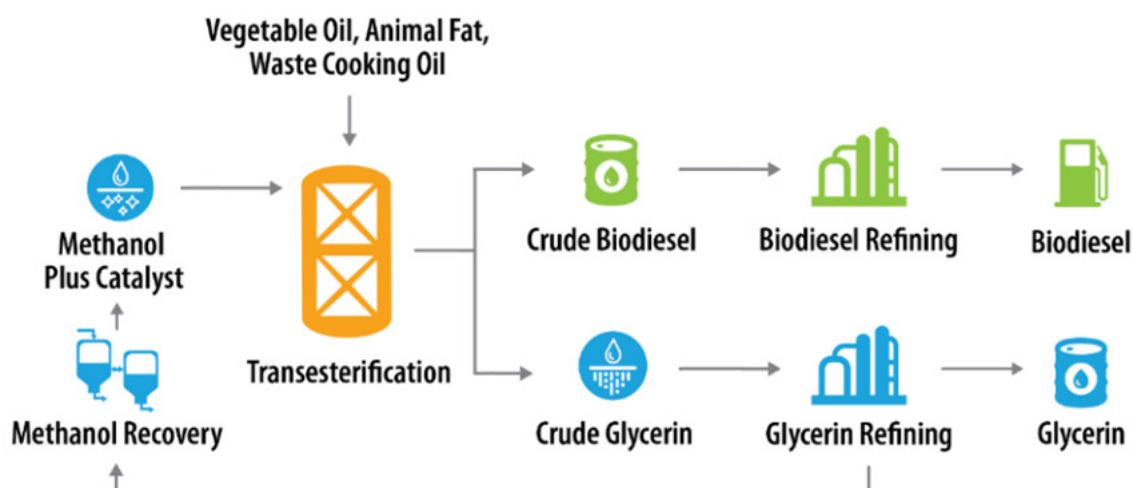 Vegetable Oil, Animal Fat,
Waste Cooking Oil
Methanol
Plus Catalyst
Transesterification
Crude Biodiesel
Biodiesel Refining
Biodiesel
Methanol Recovery
Crude Glycerin
Glycerin Refining
Glycerin